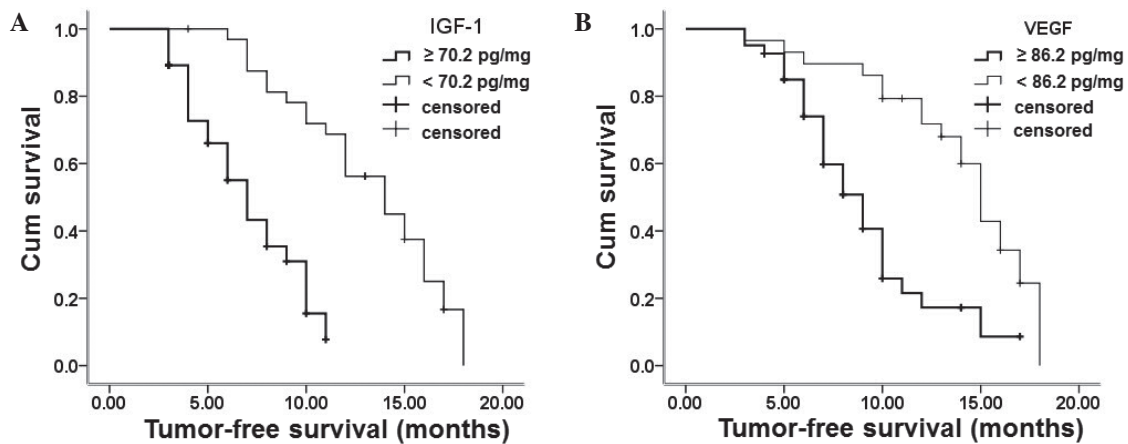 A
IGF-1
≥ 70.2 pg/mg
< 70.2 pg/mg
censored
censored
Cum survival
1.0
0.8
0.6
0.4
0.2
0.0
0.00 5.00 10.00 15.00 20.00
Tumor-free survival (months)
B
VEGF
≥ 86.2 pg/mg
< 86.2 pg/mg
censored
censored
Cum survival
1.0
0.8
0.6
0.4
0.2
0.0
0.00 5.00 10.00 15.00 20.00
Tumor-free survival (months)